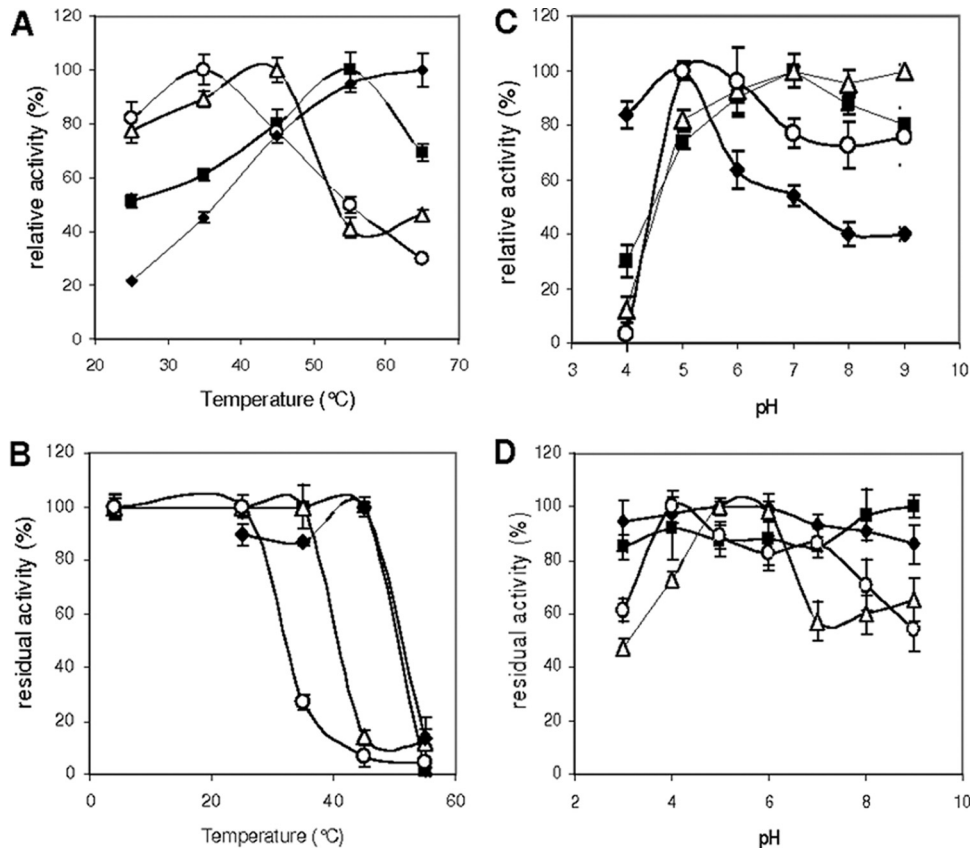 A
relative activity (%)
120
100
80
60
40
20
0
20 30 40 50 60 70
Temperature (°C)
C
relative activity (%)
120
100
80
60
40
20
0
3 4 5 6 7 8 9 10
pH
B
residual activity (%)
120
100
80
60
40
20
0
0 20 40 60
Temperature (°C)
D
residual activity (%)
120
100
80
60
40
20
0
2 4 6 8 10
pH